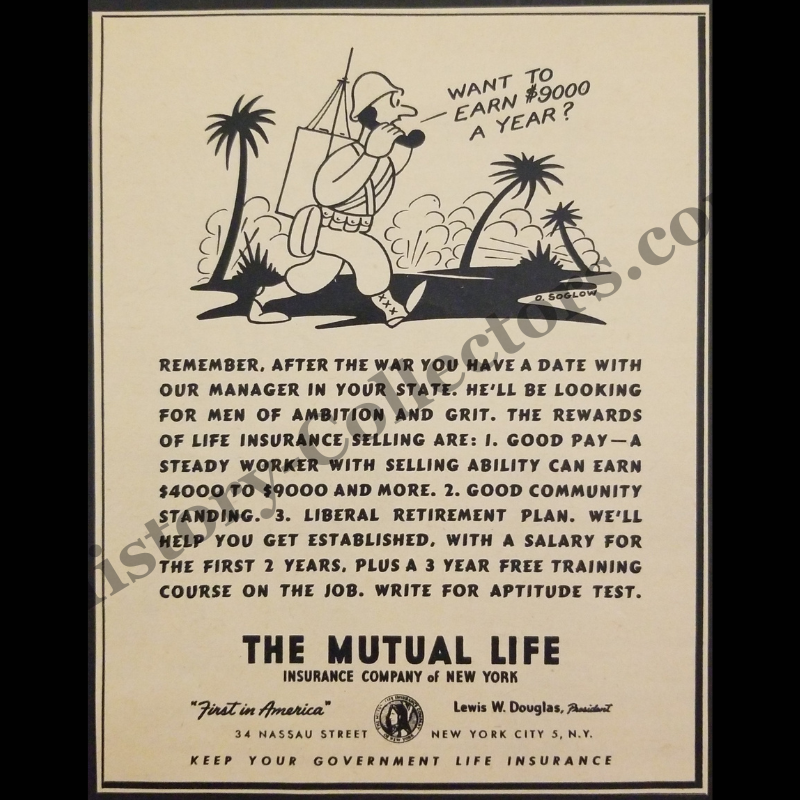 WANT TO
EARN $9000
A YEAR?
O. SOGLOW
REMEMBER, AFTER THE WAR YOU HAVE A DATE WITH
OUR MANAGER IN YOUR STATE. HE'LL BE LOOKING
FOR MEN OF AMBITION AND GRIT. THE REWARDS
OF LIFE INSURANCE SELLING ARE: 1. GOOD PAY—A
STEADY WORKER WITH SELLING ABILITY CAN EARN
$4000 TO $9000 AND MORE. 2. GOOD COMMUNITY
STANDING. 3. LIBERAL RETIREMENT PLAN. WE'LL
HELP YOU GET ESTABLISHED, WITH A SALARY FOR
THE FIRST 2 YEARS, PLUS A 3 YEAR FREE TRAINING
COURSE ON THE JOB. WRITE FOR APTITUDE TEST.
THE MUTUAL LIFE
INSURANCE COMPANY of NEW YORK
"First in America" Lewis W. Douglas, President
34 NASSAU STREET NEW YORK CITY 5, N.Y.
KEEP YOUR GOVERNMENT LIFE INSURANCE
History-Collectors.co